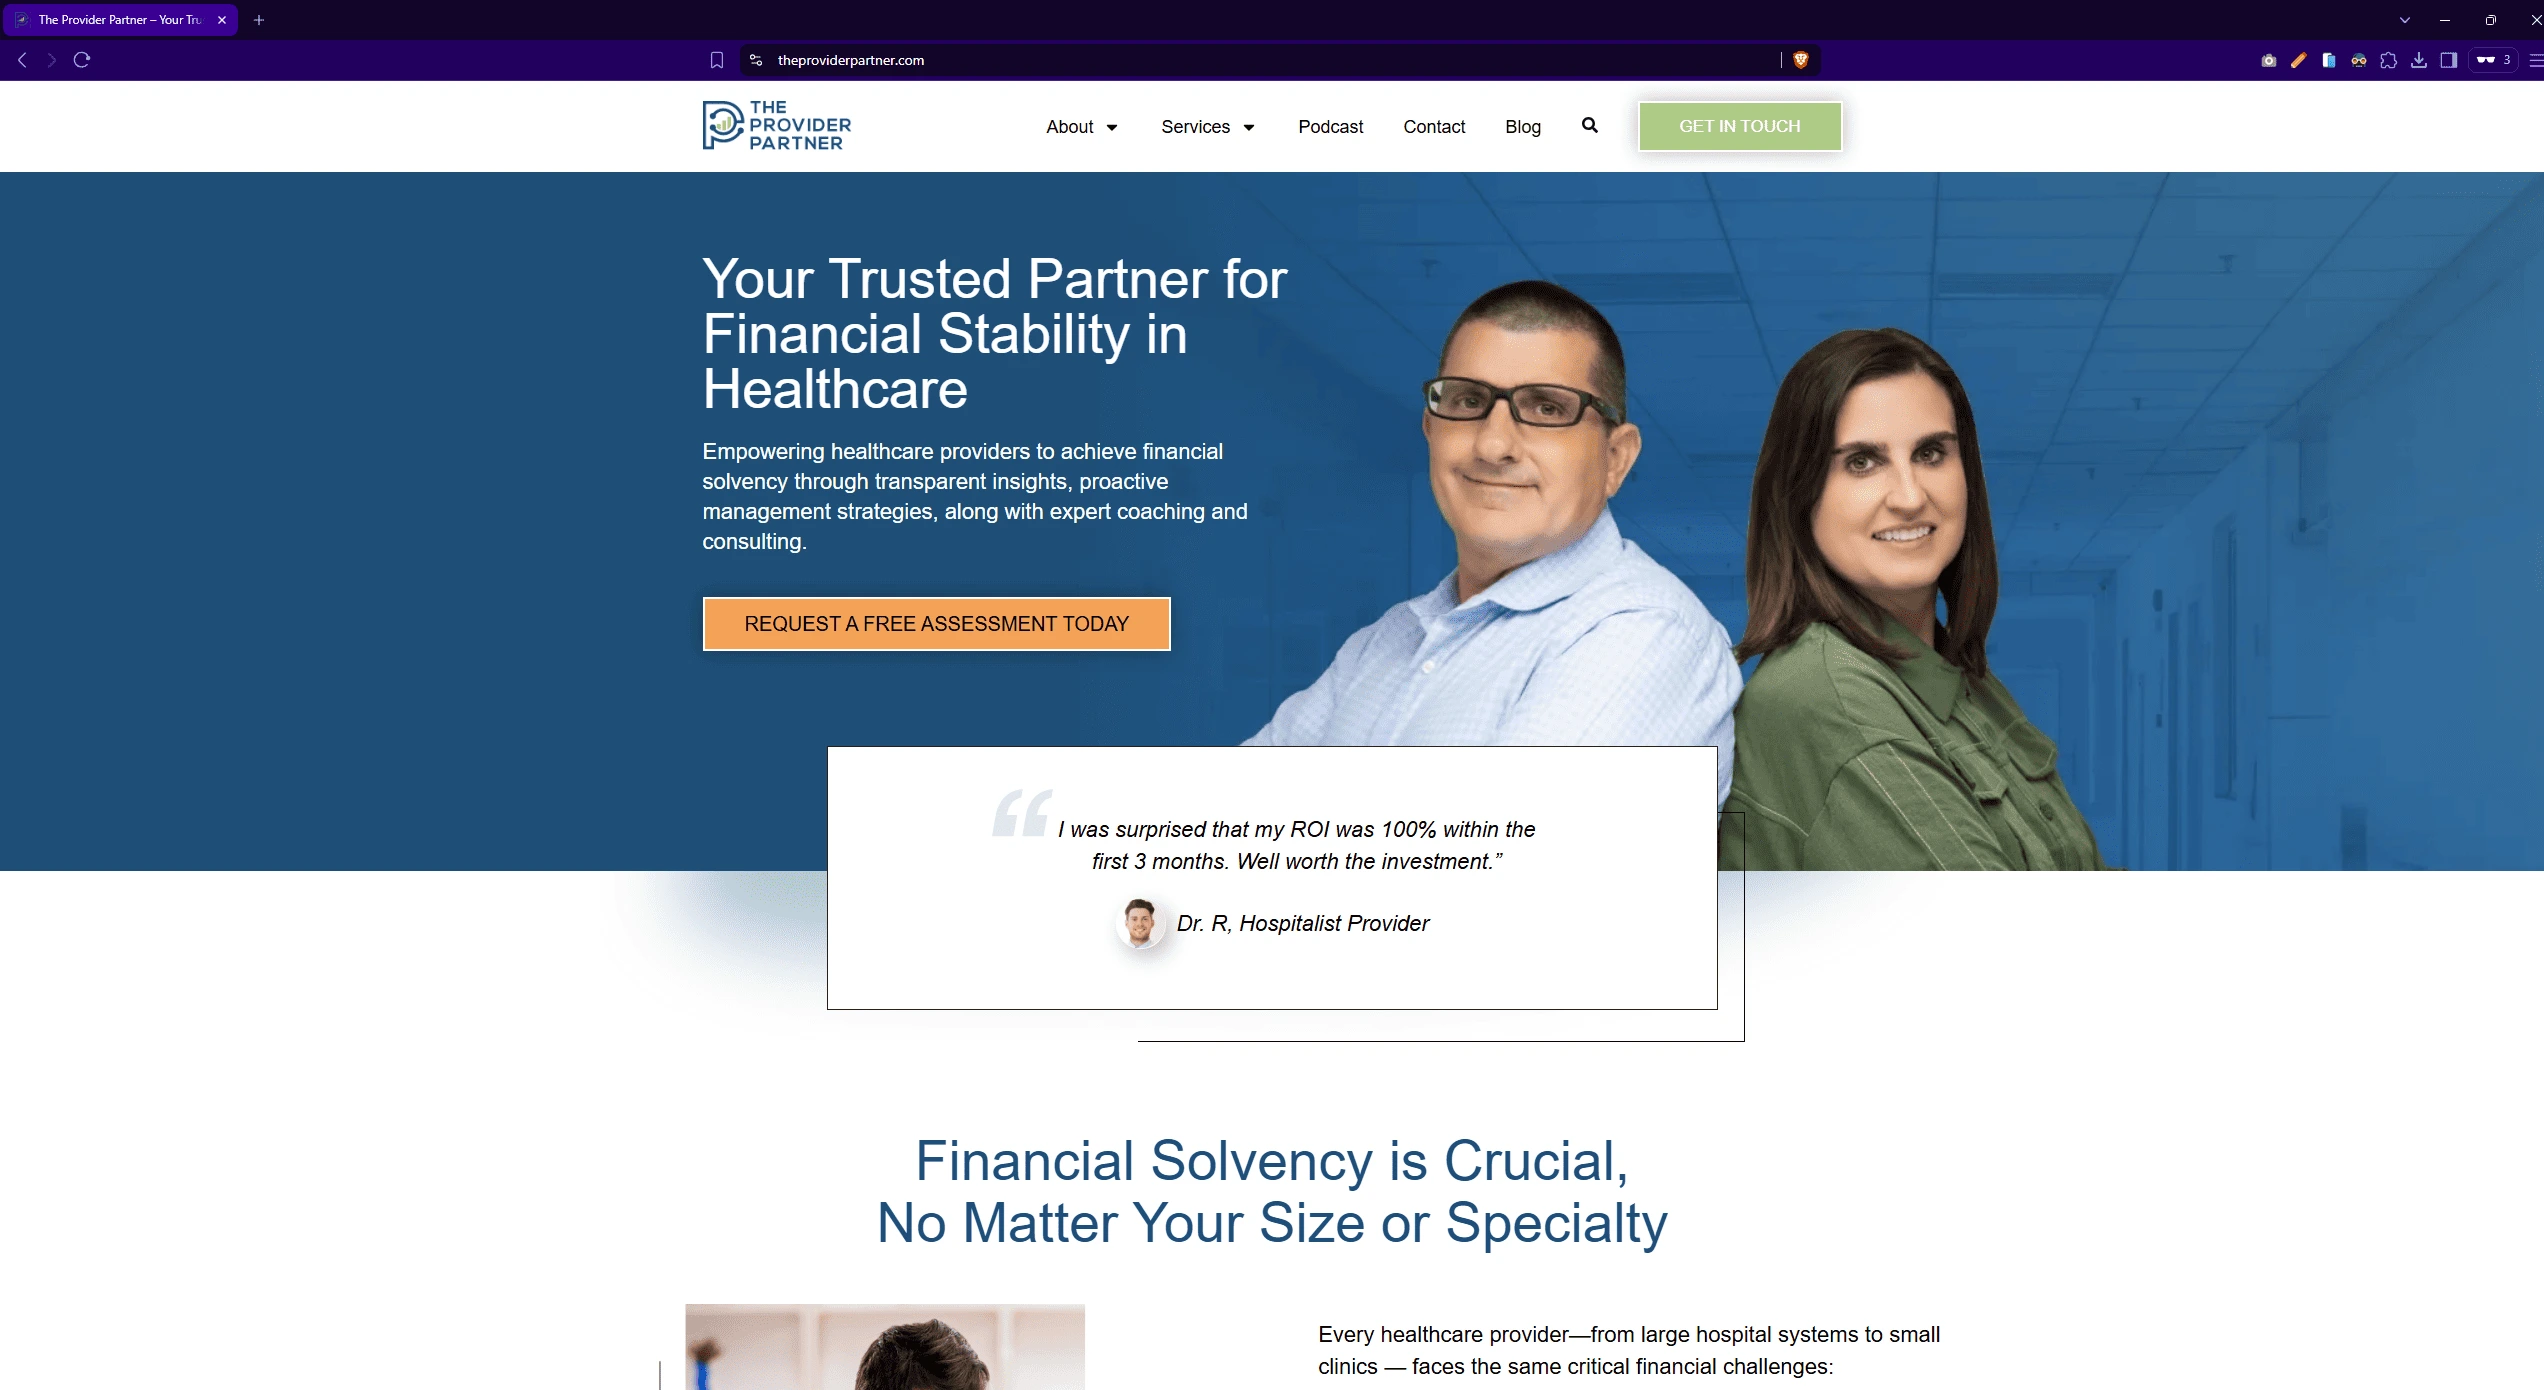 The Provider Partner – Your Tru
theproviderpartner.com
3
THE
PROVIDER
PARTNER
About
Services
Podcast
Contact
Blog
GET IN TOUCH
Your Trusted Partner for
Financial Stability in
Healthcare
Empowering healthcare providers to achieve financial
solvency through transparent insights, proactive
management strategies, along with expert coaching and
consulting.
REQUEST A FREE ASSESSMENT TODAY
“I was surprised that my ROI was 100% within the
first 3 months. Well worth the investment.”
Dr. R, Hospitalist Provider
Financial Solvency is Crucial,
No Matter Your Size or Specialty
Every healthcare provider—from large hospital systems to small
clinics — faces the same critical financial challenges: